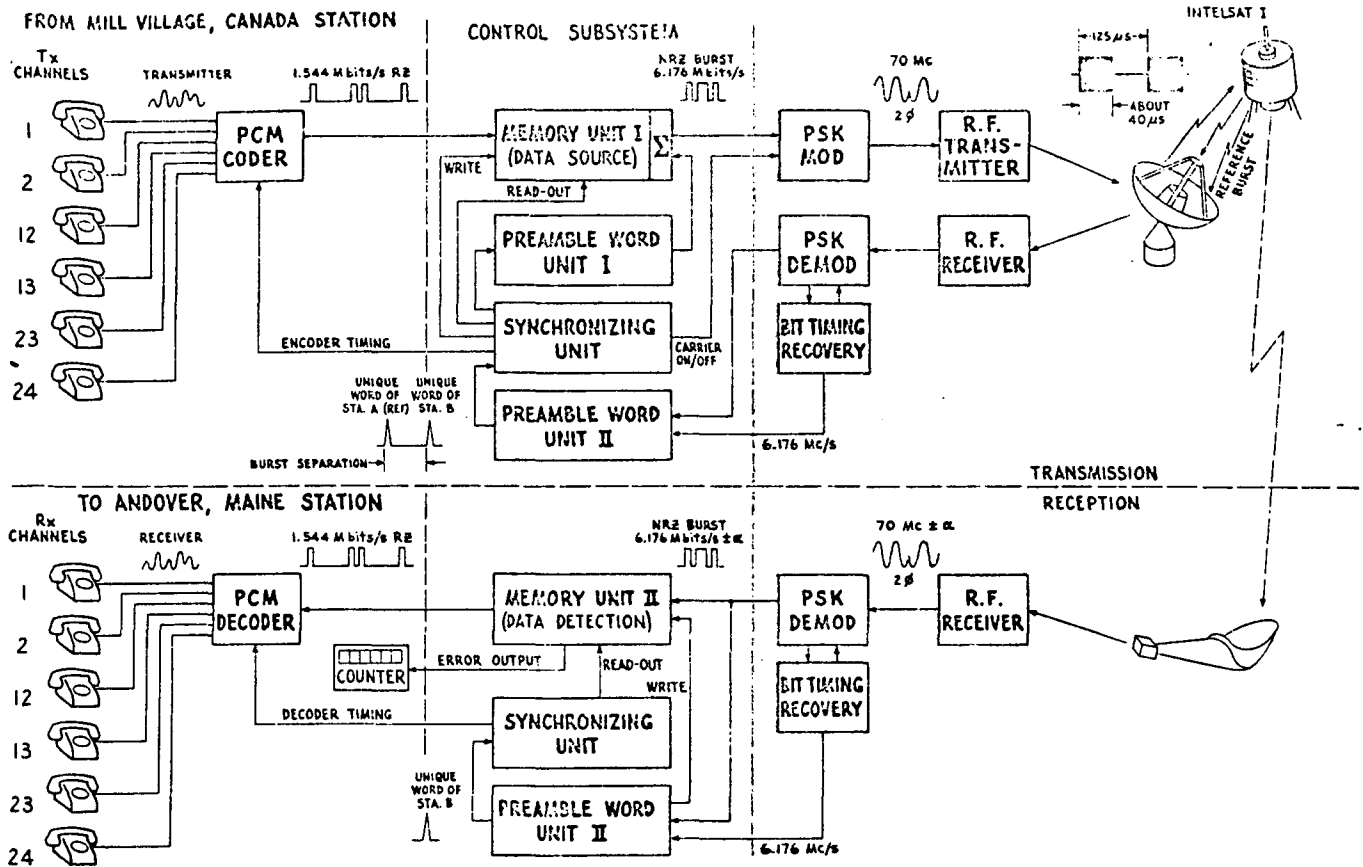 FROM MILL VILLAGE, CANADA STATION
CONTROL SUBSYSTEM
INTELSAT I
Tx
CHANNELS
TRANSMITTER
1.544 Mbits/s RZ
NRZ BURST
6.176 Mbits/s
70 Mc
2ø
125 µs
ABOUT
40 µs
1
2
12
13
23
24
PCM
CODER
MEMORY UNIT I
(DATA SOURCE)
Σ
WRITE
READ-OUT
PSK
MOD
R.F.
TRANS-
MITTER
REFERENCE
BURST
PREAMBLE WORD
UNIT I
PSK
DEMOD
R.F.
RECEIVER
SYNCHRONIZING
UNIT
ENCODER TIMING
CARRIER
ON/OFF
BIT TIMING
RECOVERY
UNIQUE
WORD OF
STA. A (REF)
UNIQUE
WORD OF
STA. B
PREAMBLE WORD
UNIT II
6.176 Mc/s
BURST SEPARATION
TRANSMISSION
TO ANDOVER, MAINE STATION
RECEPTION
Rx
CHANNELS
RECEIVER
1.544 Mbits/s RZ
NRZ BURST
6.176 Mbits/s ± α
70 Mc ± α
2ø
1
2
12
13
23
24
PCM
DECODER
MEMORY UNIT II
(DATA DETECTION)
PSK
DEMOD
R.F.
RECEIVER
COUNTER
ERROR OUTPUT
READ-OUT
WRITE
BIT TIMING
RECOVERY
DECODER TIMING
SYNCHRONIZING
UNIT
UNIQUE
WORD OF
STA. B
PREAMBLE WORD
UNIT II
6.176 Mc/s